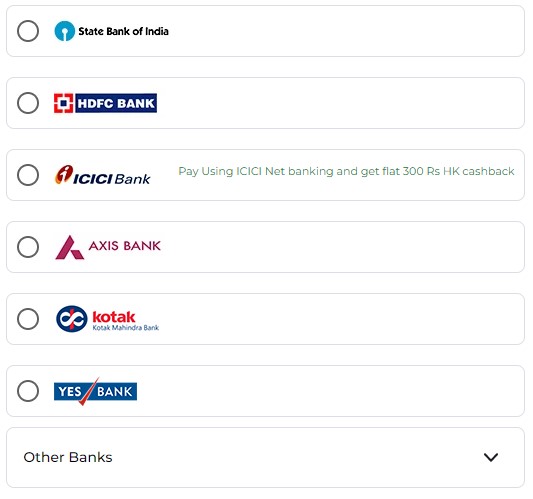 State Bank of India
HDFC BANK
ICICI Bank Pay Using ICICI Net banking and get flat 300 Rs HK cashback
AXIS BANK
kotak
Kotak Mahindra Bank
YES BANK
Other Banks